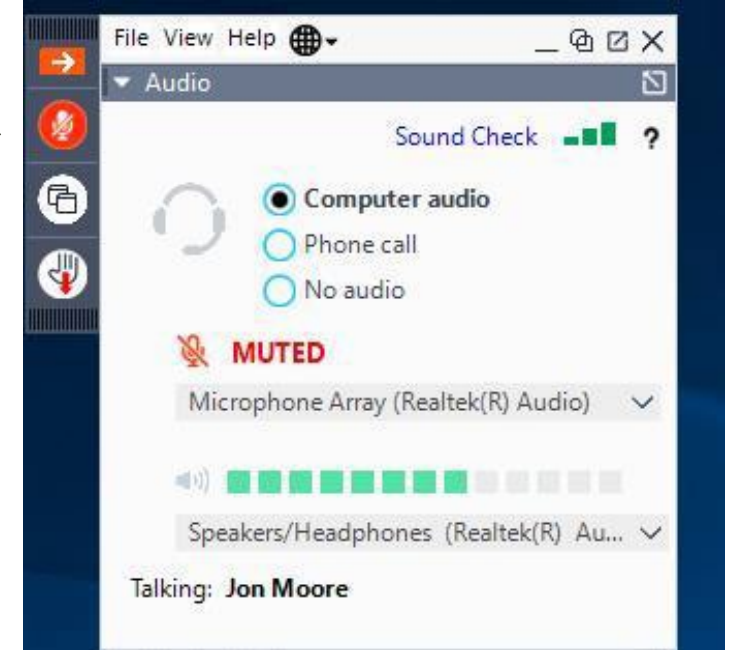 File View Help
Audio
Sound Check ?
Computer audio
Phone call
No audio
MUTED
Microphone Array (Realtek(R) Audio)
Speakers/Headphones (Realtek(R) Au...
Talking: Jon Moore